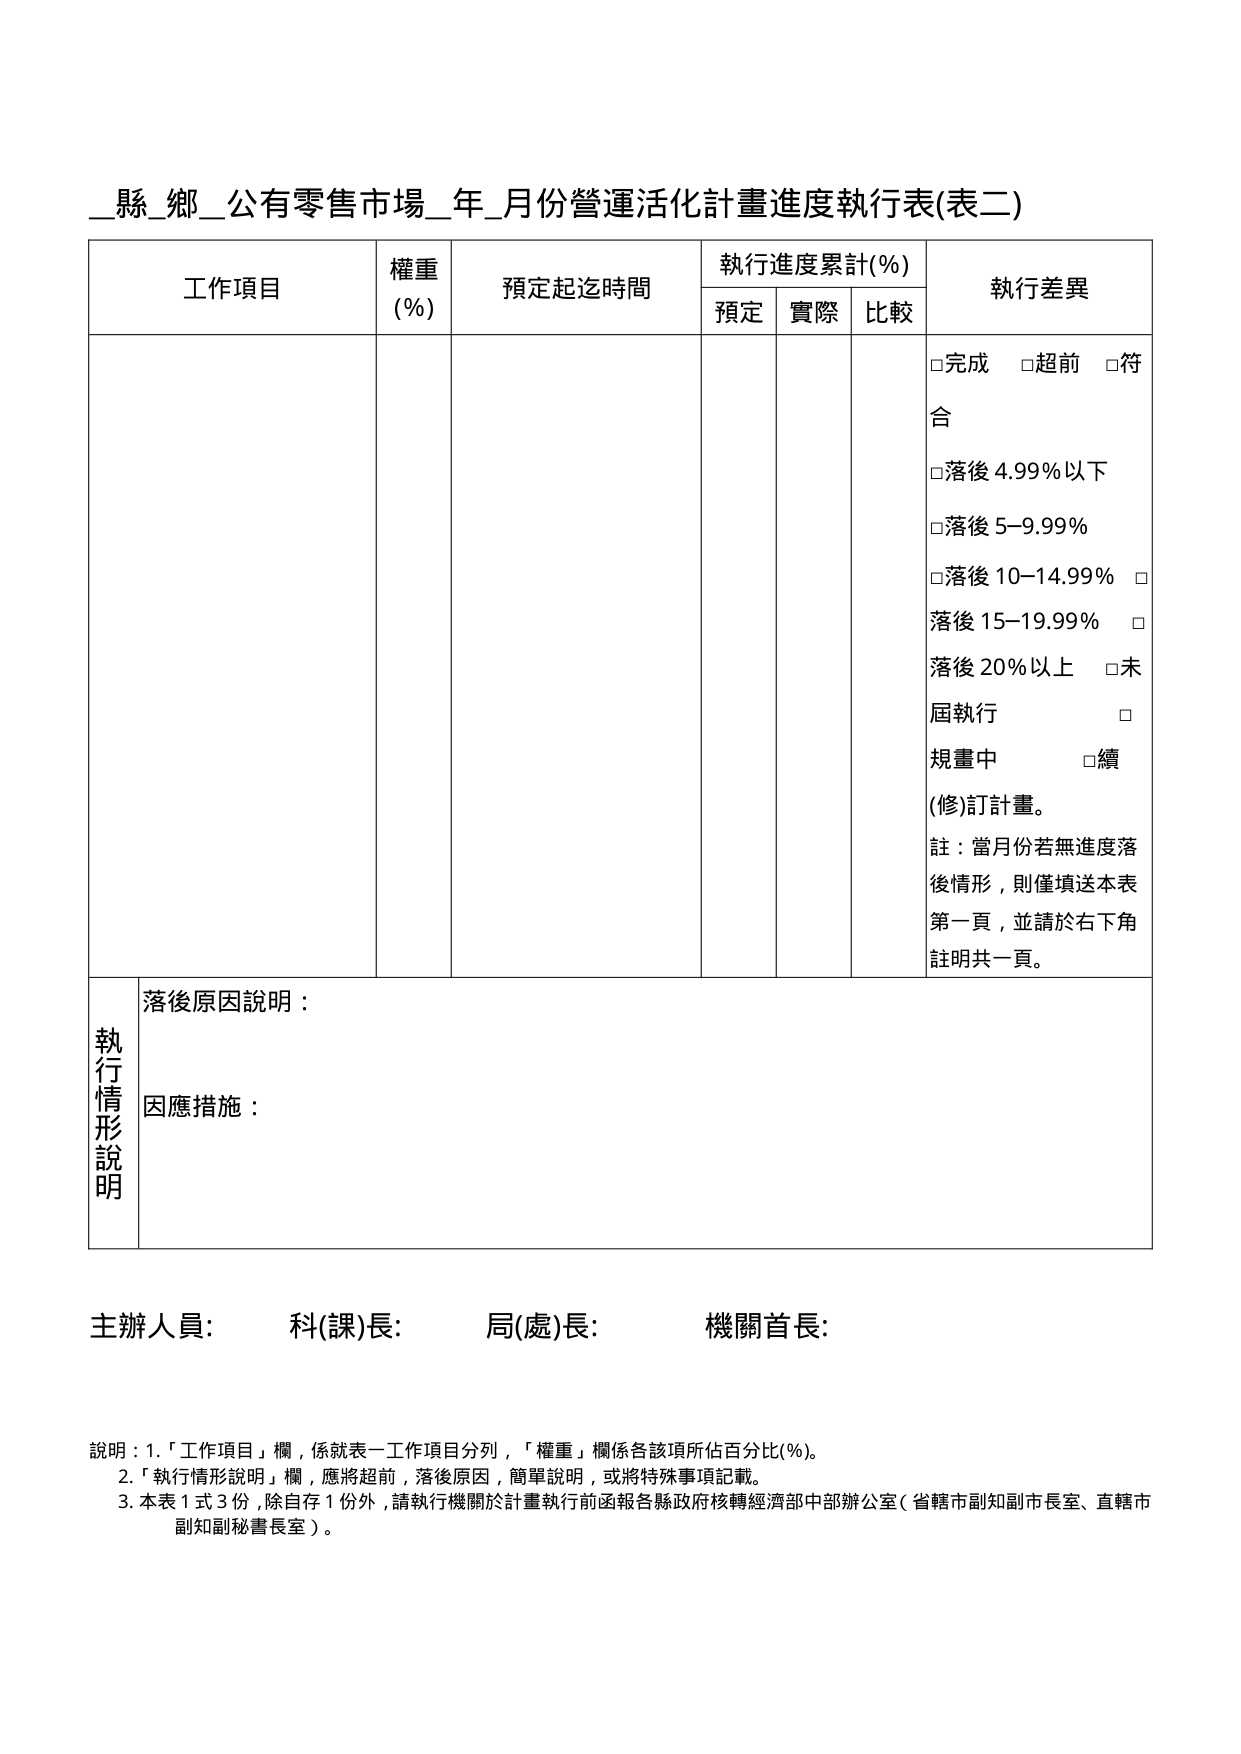 __縣_鄉__公有零售市場__年_月份營運活化計畫進度執行表(表二)
工作項目
權重
(%)
預定起迄時間
執行進度累計(%)
預定
實際
比較
執行差異
□完成 □超前 □符
合
□落後 4.99%以下
□落後 5─9.99%
□落後 10─14.99% □
落後 15─19.99% □
落後 20%以上 □未
屆執行 □
規畫中 □續
(修)訂計畫。
註：當月份若無進度落
後情形，則僅填送本表
第一頁，並請於右下角
註明共一頁。
執
行
情
形
說
明
落後原因說明：
因應措施：
主辦人員: 科(課)長: 局(處)長: 機關首長:
說明：1.「工作項目」欄，係就表一工作項目分列，「權重」欄係各該項所佔百分比(%)。
2.「執行情形說明」欄，應將超前，落後原因，簡單說明，或將特殊事項記載。
3. 本表 1 式 3 份，除自存 1 份外，請執行機關於計畫執行前函報各縣政府核轉經濟部中部辦公室（省轄市副知副市長室、直轄市
副知副秘書長室）。